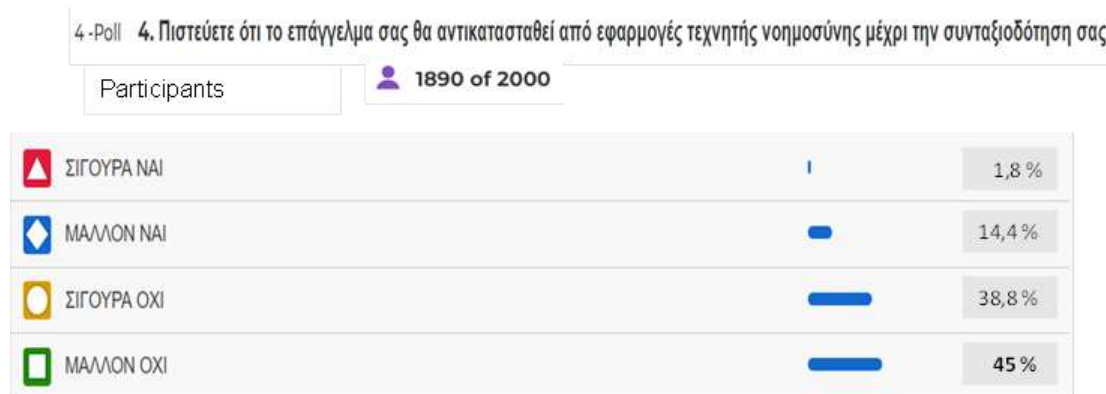 4 -Poll 4. Πιστεύετε ότι το επάγγελμα σας θα αντικατασταθεί από εφαρμογές τεχνητής νοημοσύνης μέχρι την συνταξιοδότηση σας
Participants 1890 of 2000
ΣΙΓΟΥΡΑ ΝΑΙ 1,8 %
ΜΑΛΛΟΝ ΝΑΙ 14,4 %
ΣΙΓΟΥΡΑ ΟΧΙ 38,8 %
ΜΑΛΛΟΝ ΟΧΙ 45 %